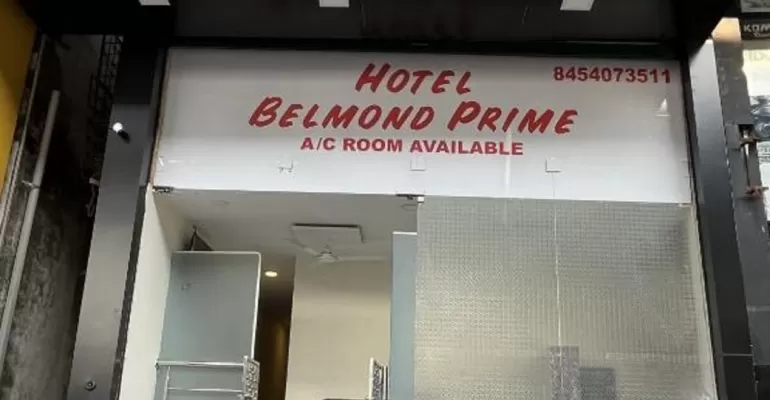 HOTEL
8454073511
BELMOND PRIME
A/C ROOM AVAILABLE